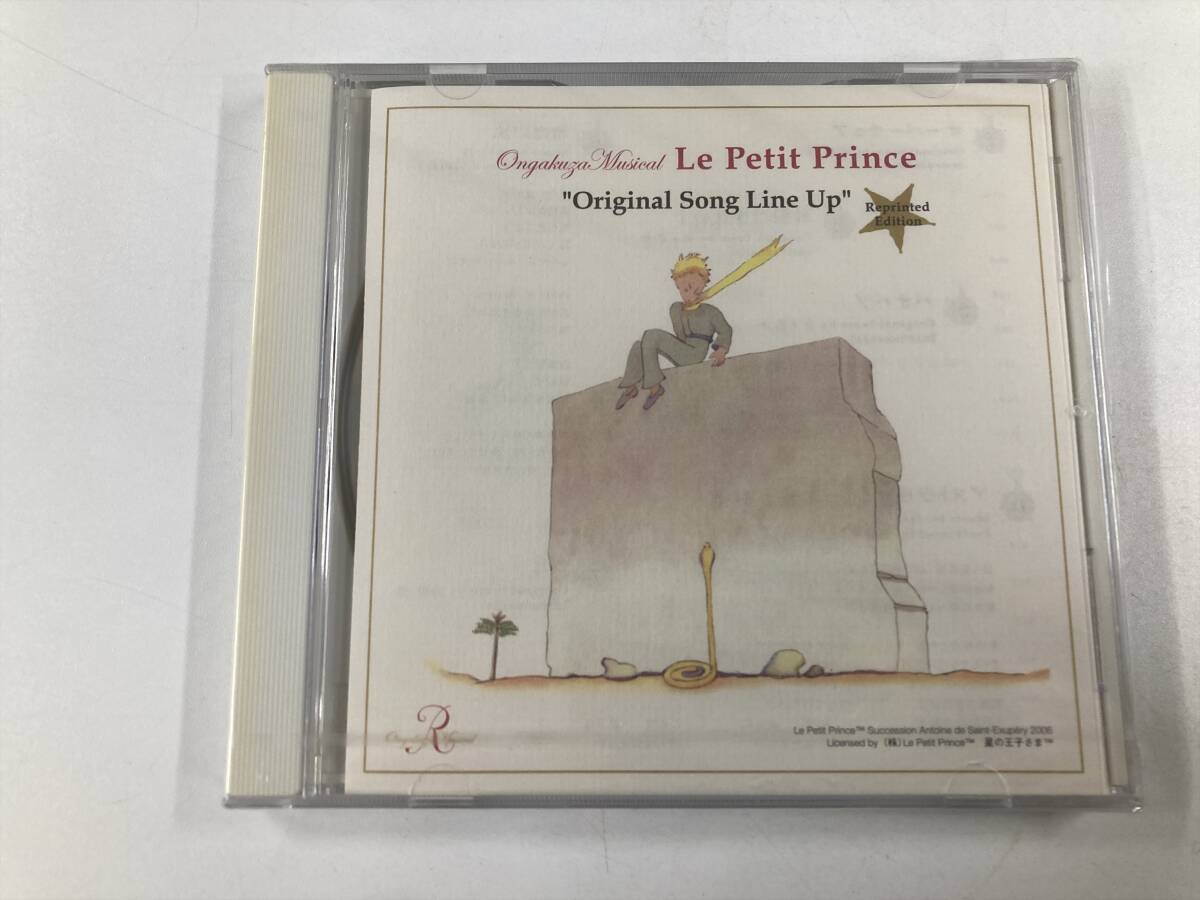 OngakuzaMusical Le Petit Prince
"Original Song Line Up"
Reprinted
Edition
R
Le Petit Prince™ Succession Antoine de Saint-Exupéry 2006
Licensed by (株)Le Petit Prince™ 星の王子さま™